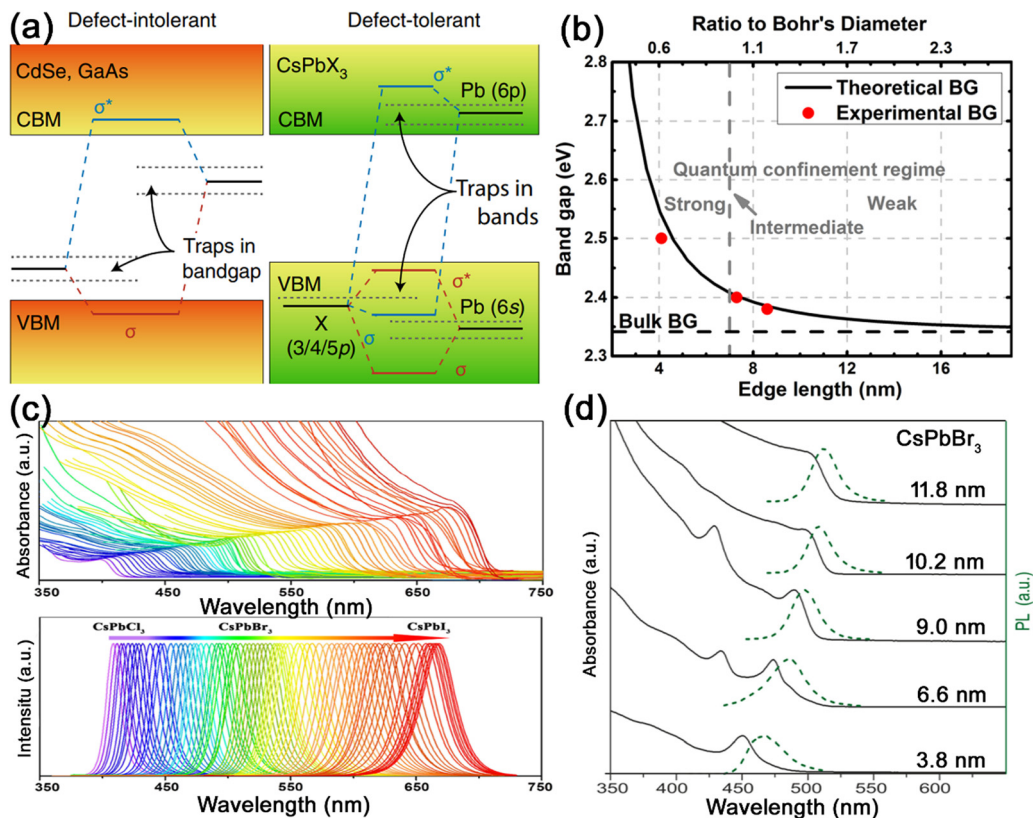 (a)
Defect-intolerant
Defect-tolerant
CdSe, GaAs
σ*
CBM
Traps in
bandgap
VBM
σ
CsPbX₃
σ*
Pb (6p)
CBM
Traps in
bands
σ*
VBM
Pb (6s)
X
σ
(3/4/5p)
σ
(b)
Ratio to Bohr's Diameter
0.6 1.1 1.7 2.3
Band gap (eV)
2.8
2.7
2.6
2.5
2.4
2.3
Theoretical BG
Experimental BG
Quantum confinement regime
Strong
Weak
Intermediate
Bulk BG
4 8 12 16
Edge length (nm)
(c)
Absorbance (a.u.)
350 450 550 650 750
Wavelength (nm)
Intensitu (a.u.)
CsPbCl₃ CsPbBr₃ CsPbI₃
350 450 550 650 750
Wavelength (nm)
(d)
CsPbBr₃
11.8 nm
10.2 nm
9.0 nm
6.6 nm
3.8 nm
Absorbance (a.u.)
PL (a.u.)
350 400 450 500 550 600
Wavelength (nm)